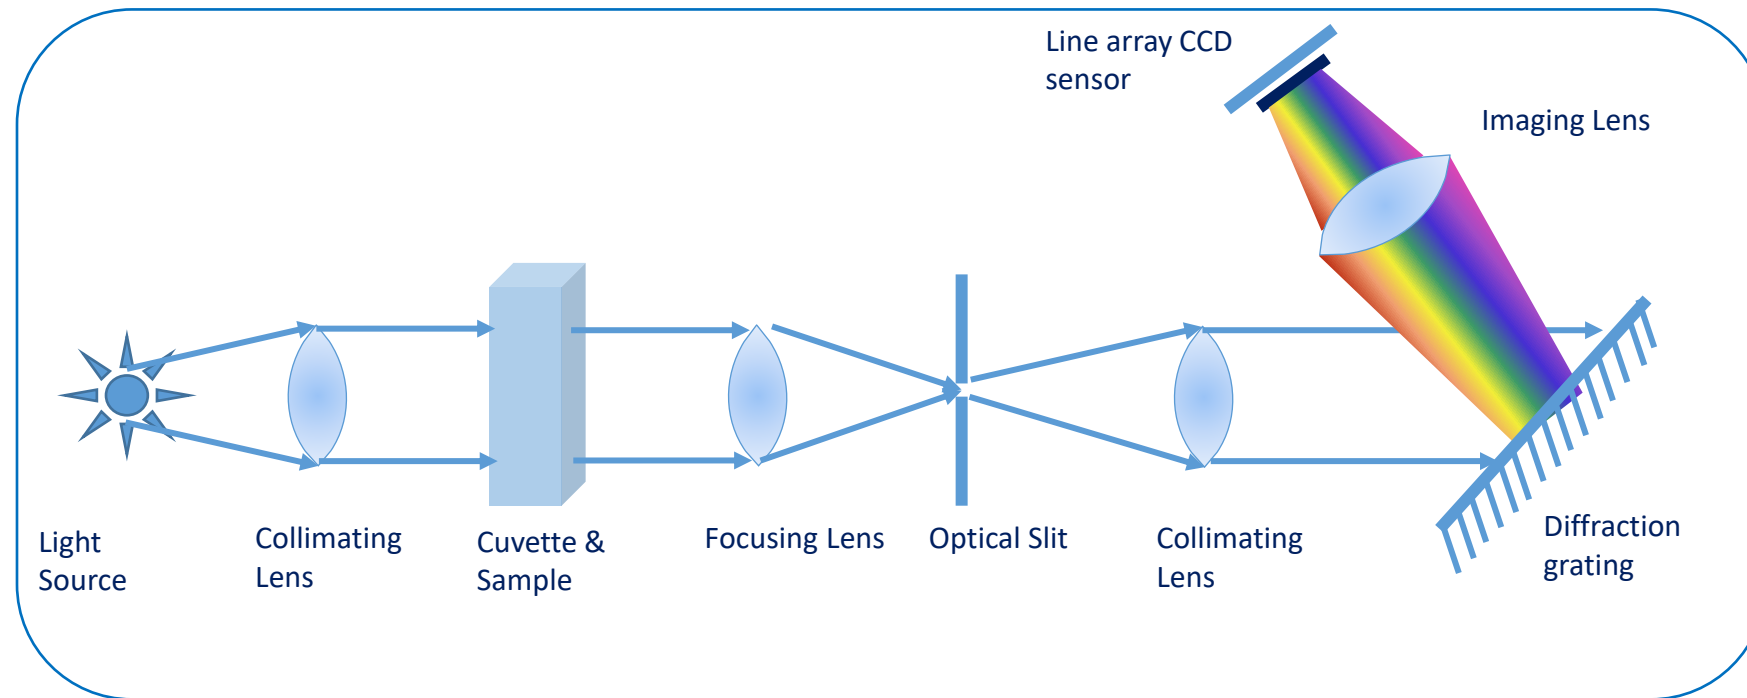 Line array CCD
sensor
Imaging Lens
Light
Source
Collimating
Lens
Cuvette &
Sample
Focusing Lens
Optical Slit
Collimating
Lens
Diffraction
grating